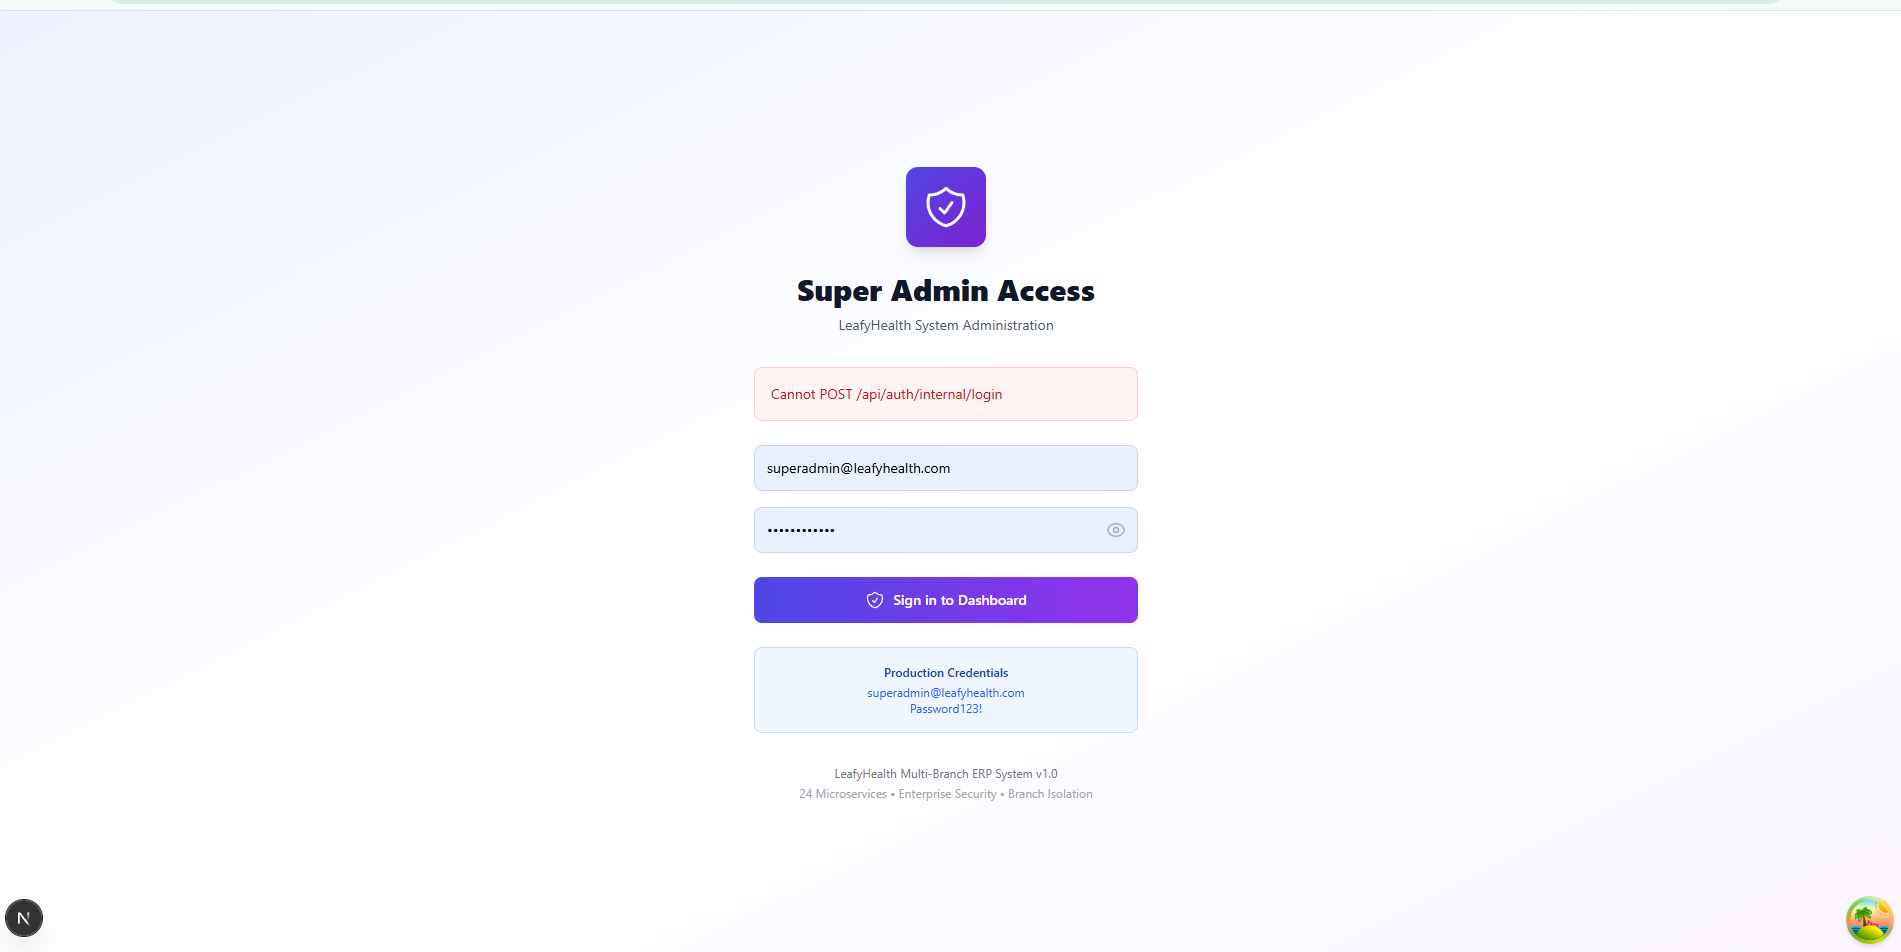 Super Admin Access
LeafyHealth System Administration
Cannot POST /api/auth/internal/login
superadmin@leafyhealth.com
••••••••••••
Sign in to Dashboard
Production Credentials
superadmin@leafyhealth.com
Password123!
LeafyHealth Multi-Branch ERP System v1.0
24 Microservices • Enterprise Security • Branch Isolation
N